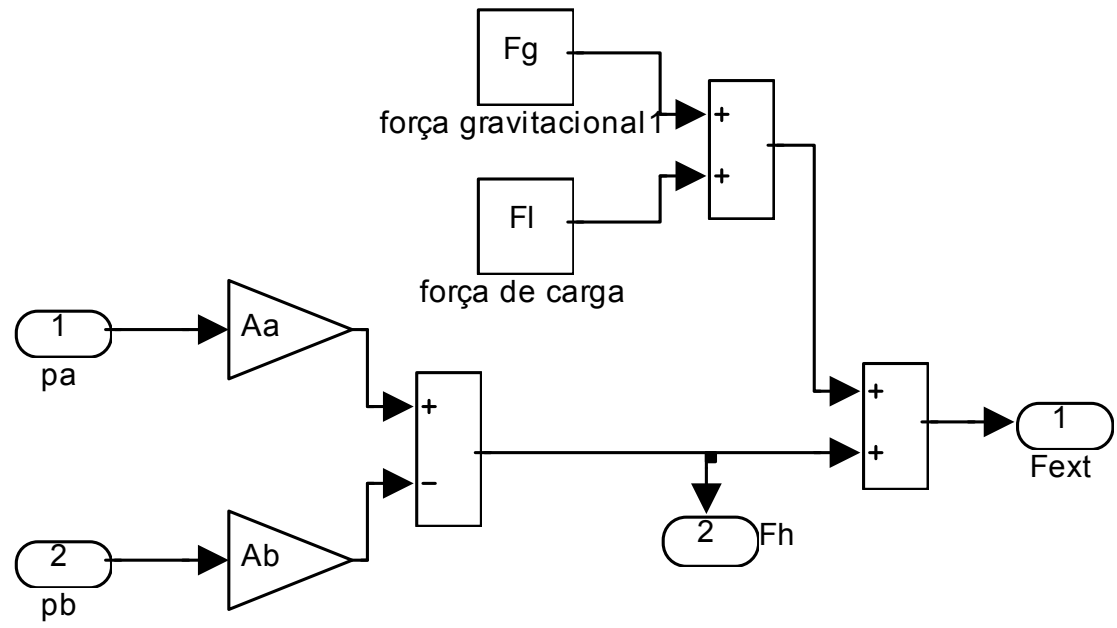 Fg
força gravitacional1
+
+
Fl
força de carga
1
Aa
pa
+
+
1
Fext
+
−
2
Fh
2
Ab
pb